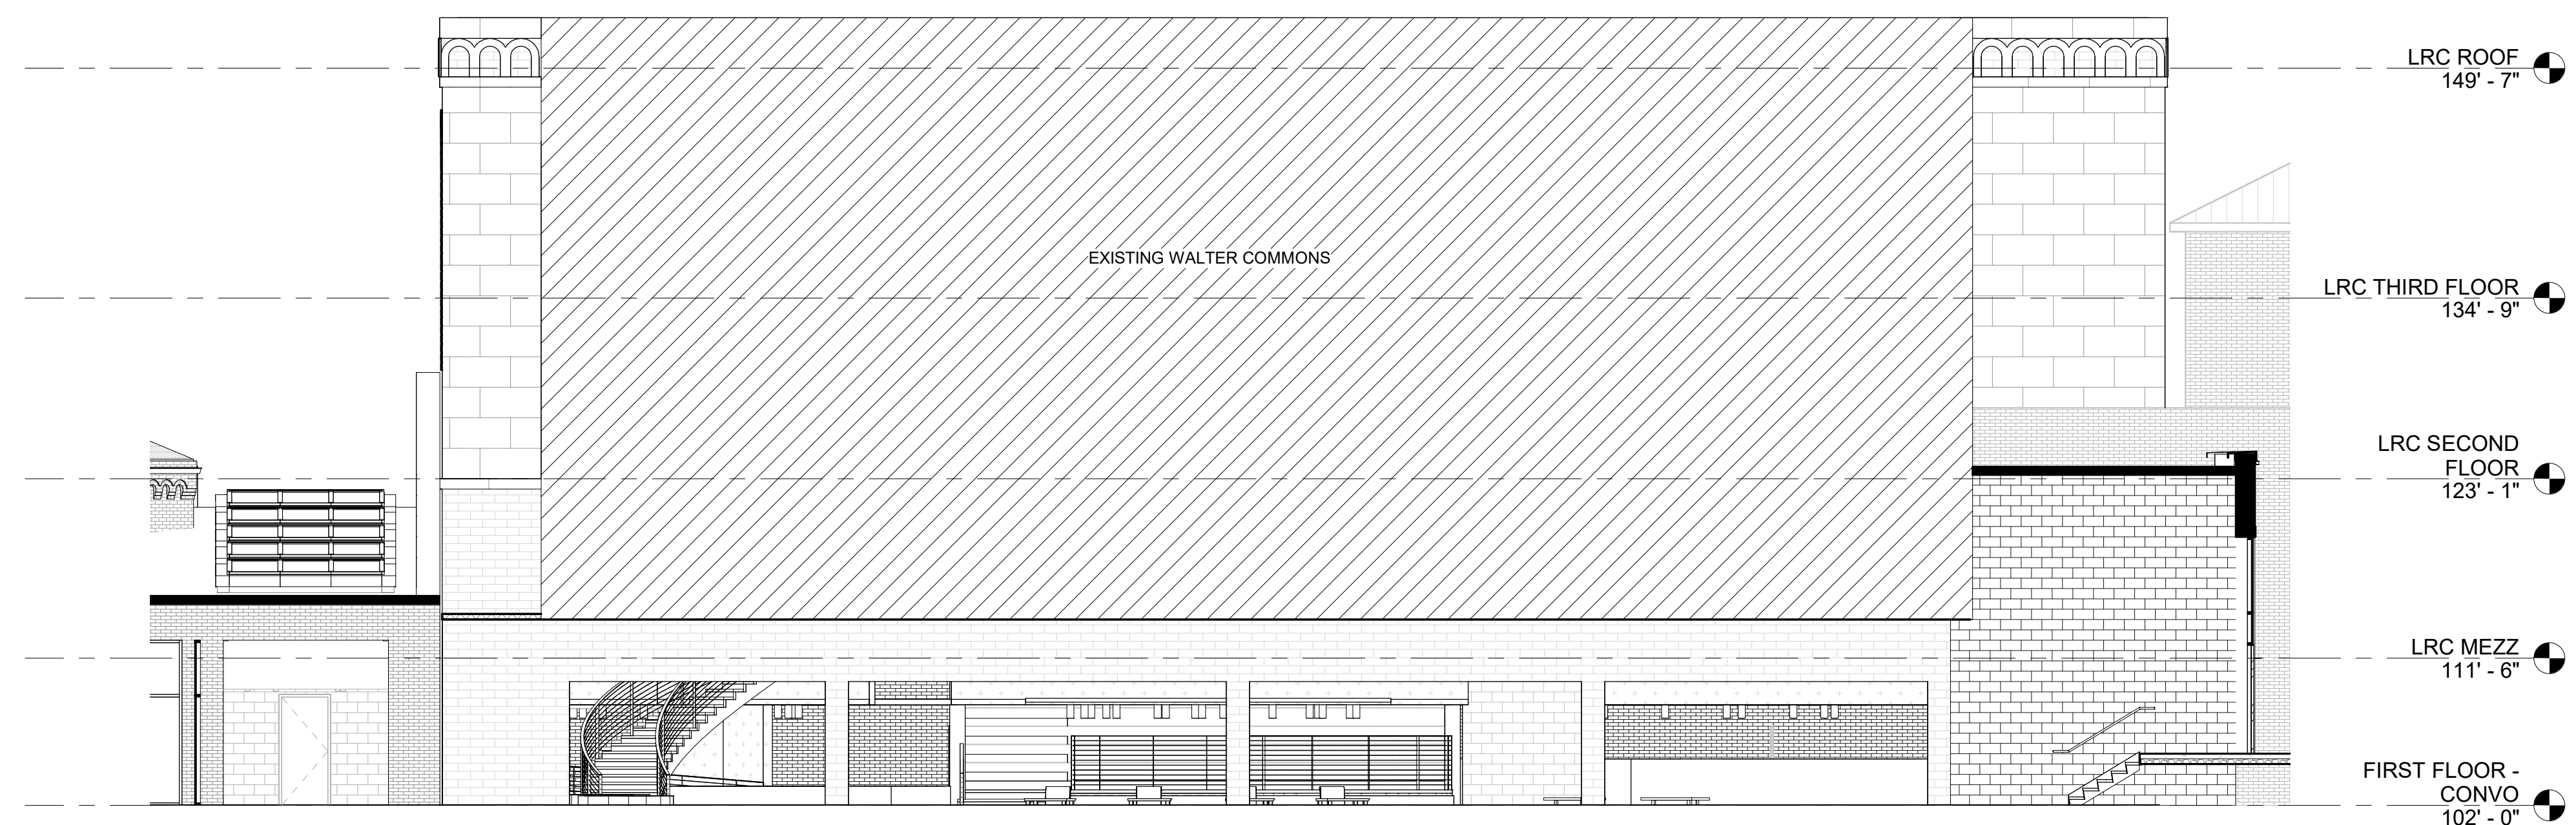 LRC ROOF
149' - 7"
EXISTING WALTER COMMONS
LRC THIRD FLOOR
134' - 9"
LRC SECOND
FLOOR
123' - 1"
LRC MEZZ
111' - 6"
FIRST FLOOR -
CONVO
102' - 0"